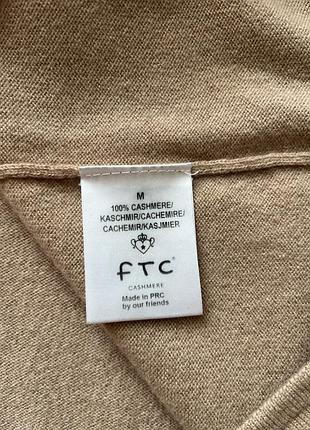 M
100% CASHMERE/
KASCHMIR/CACHEMIRE/
CACHEMIR/KASJMIER
FTC
CASHMERE
Made in PRC
by our friends